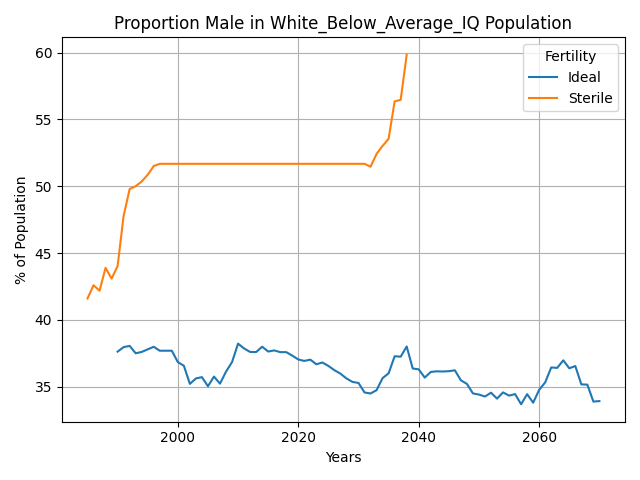 Proportion Male in White_Below_Average_IQ Population
% of Population
60
55
50
45
40
35
Fertility
Ideal
Sterile
2000
2020
2040
2060
Years